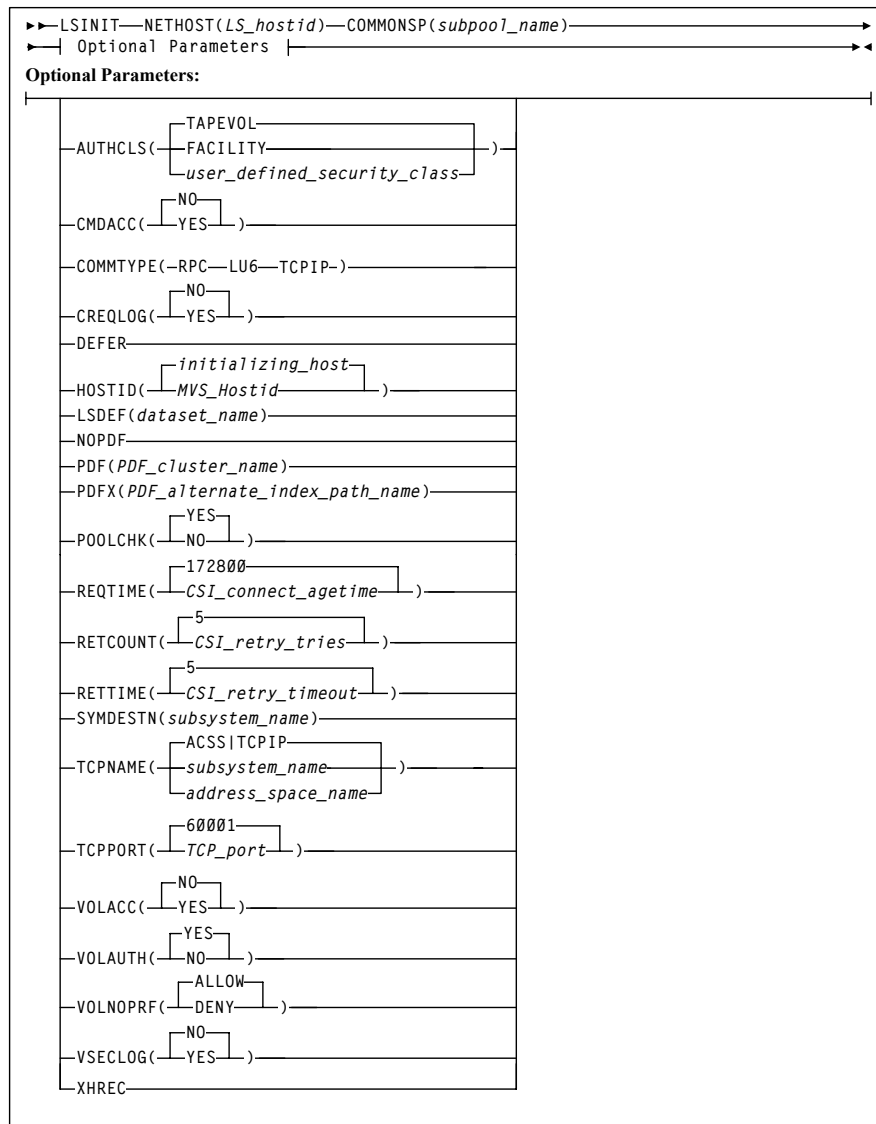 LSINIT NETHOST(LS_hostid) COMMONSP(subpool_name)
Optional Parameters
Optional Parameters:
TAPEVOL
AUTHCLS( FACILITY )
user_defined_security_class
NO
CMDACC( YES )
COMMTYPE( RPC LU6 TCPIP )
NO
CREQLOG( YES )
DEFER
initializing_host
HOSTID( MVS_Hostid )
LSDEF(dataset_name)
NOPDF
PDF(PDF_cluster_name)
PDFX(PDF_alternate_index_path_name)
YES
POOLCHK( NO )
172800
REQTIME( CSI_connect_agetime )
5
RETCOUNT( CSI_retry_tries )
5
RETTIME( CSI_retry_timeout )
SYMDESTN(subsystem_name)
ACSS|TCPIP
TCPNAME( subsystem_name )
address_space_name
60001
TCPPORT( TCP_port )
NO
VOLACC( YES )
YES
VOLAUTH( NO )
ALLOW
VOLNOPRF( DENY )
NO
VSECLOG( YES )
XHREC